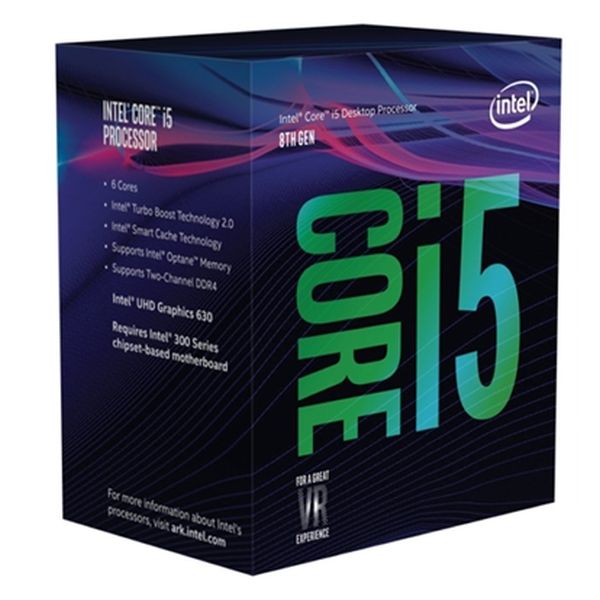 INTEL® CORE™ i5
PROCESSOR
• 6 Cores
• Intel® Turbo Boost Technology 2.0
• Intel® Smart Cache Technology
• Supports Intel® Optane™ Memory
• Supports Two-Channel DDR4
Intel® UHD Graphics 630
Requires Intel® 300 Series
chipset-based motherboard
For more information about Intel's
processors, visit ark.intel.com
Intel® Core™ i5 Desktop Processor
8TH GEN
intel
CORE i5
FOR A GREAT
VR
EXPERIENCE